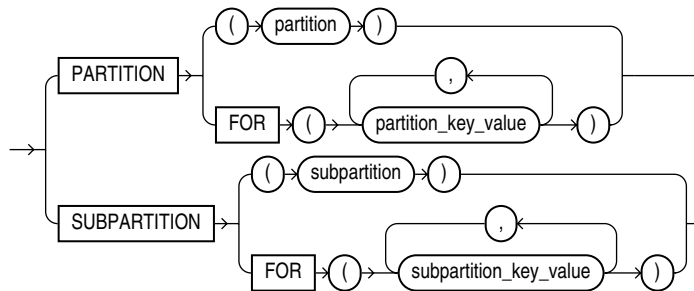 ( partition )
PARTITION
,
FOR ( partition_key_value )
( subpartition )
SUBPARTITION
,
FOR ( subpartition_key_value )